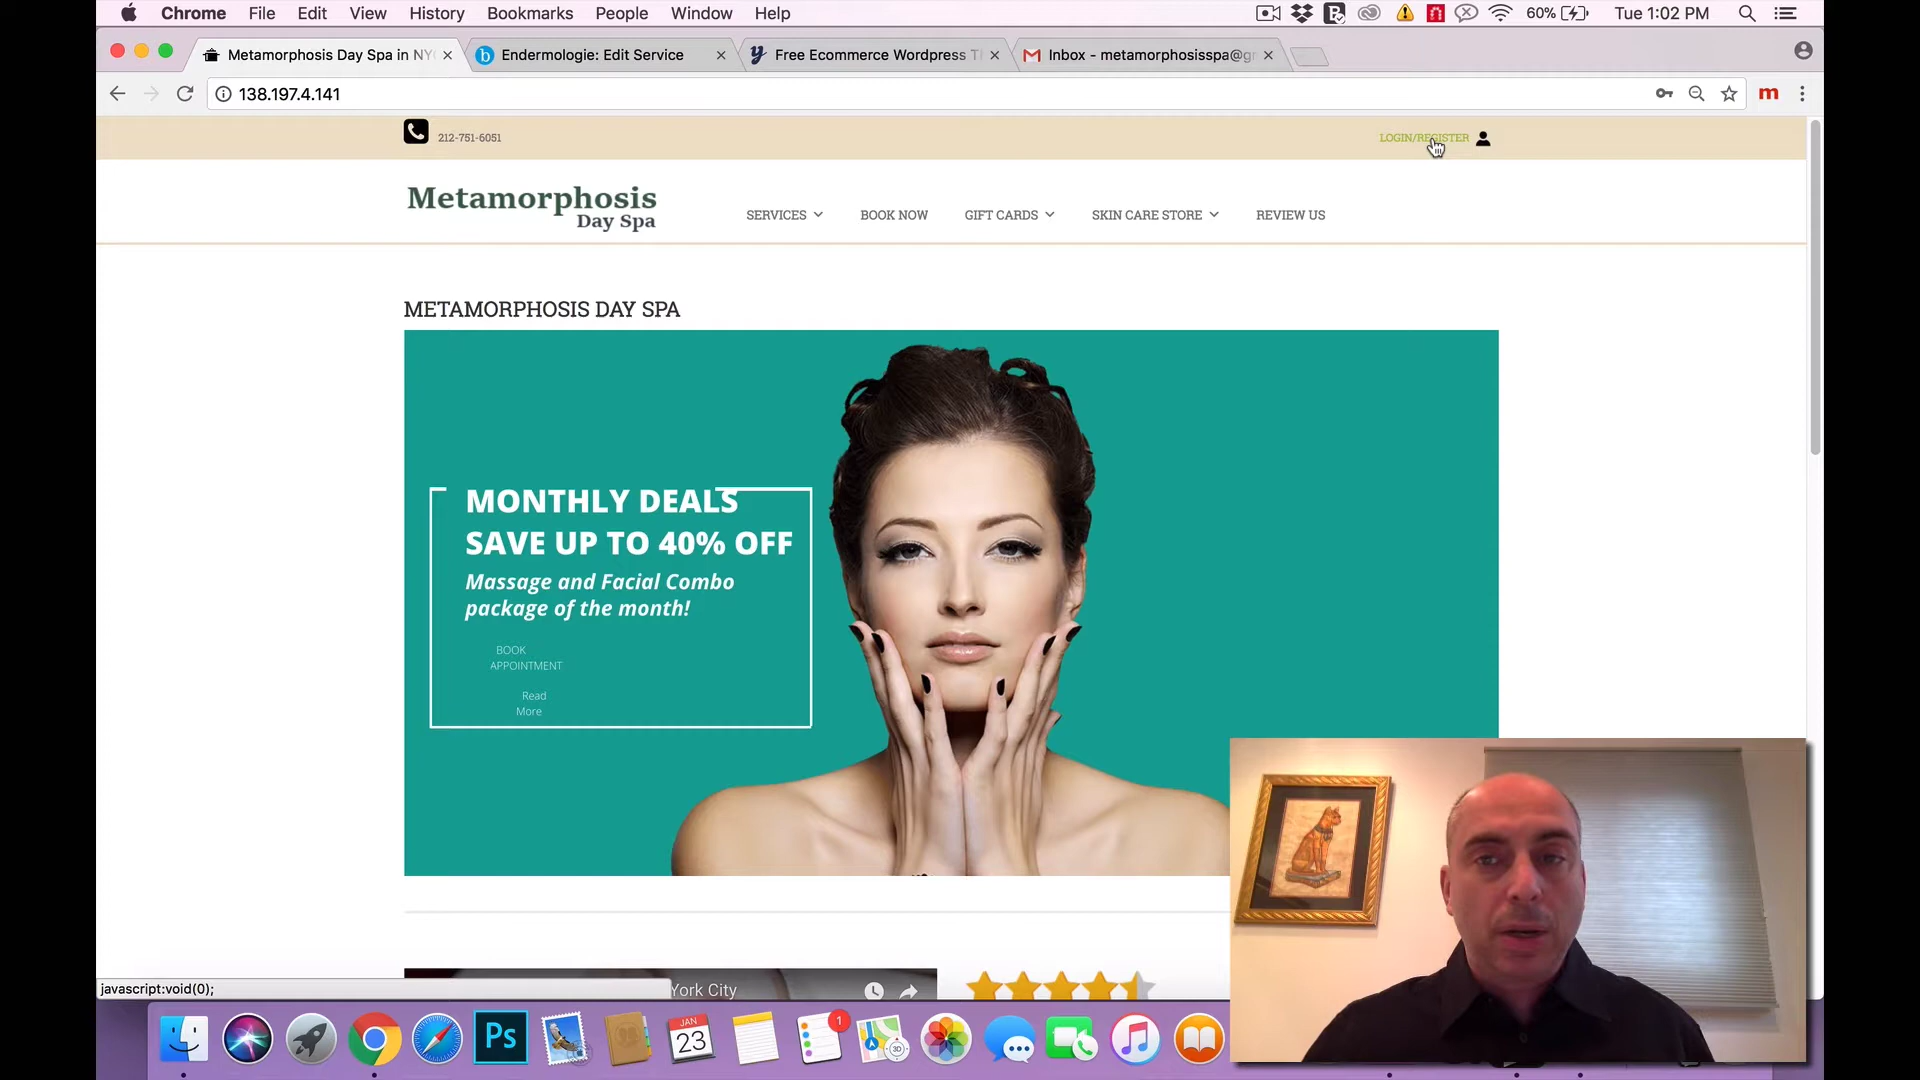 Chrome File Edit View History Bookmarks People Window Help 60% Tue 1:02 PM
Metamorphosis Day Spa in NY
Endermologie: Edit Service
Free Ecommerce Wordpress T
Inbox - metamorphosisspa@g
138.197.4.141
m
212-751-6051
LOGIN/REGISTER
Metamorphosis
Day Spa
SERVICES BOOK NOW GIFT CARDS SKIN CARE STORE REVIEW US
METAMORPHOSIS DAY SPA
MONTHLY DEALS
SAVE UP TO 40% OFF
Massage and Facial Combo
package of the month!
BOOK
APPOINTMENT
Read
More
York City
javascript:void(0);
Ps
JAN
23
1
3D